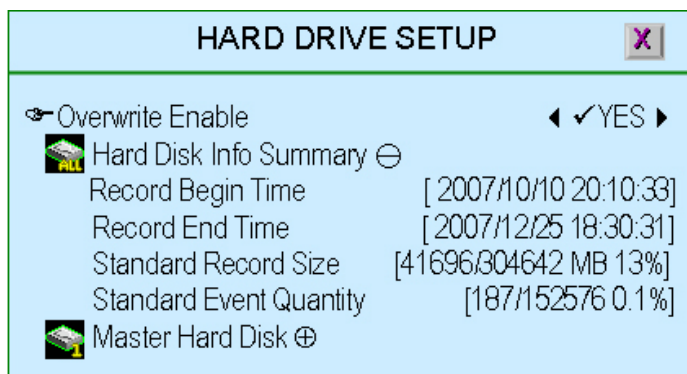 HARD DRIVE SETUP X
Overwrite Enable ✓YES
ALL Hard Disk Info Summary ⊖
Record Begin Time [ 2007/10/10 20:10:33]
Record End Time [ 2007/12/25 18:30:31]
Standard Record Size [41696/304642 MB 13%]
Standard Event Quantity [187/152576 0.1%]
1 Master Hard Disk ⊕